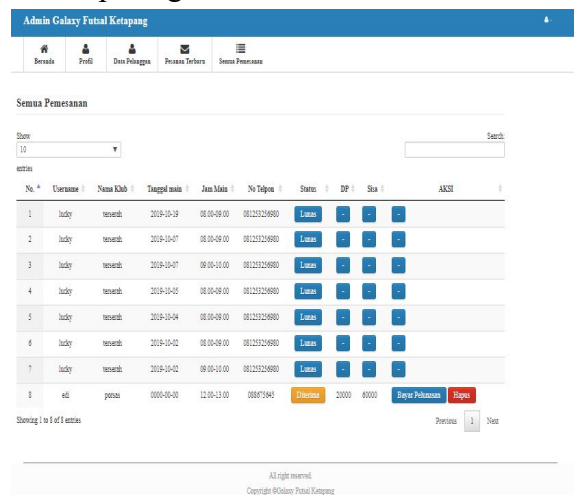 Admin Galaxy Futsal Ketapang
Beranda Profil Data Pelanggan Pesanan Terbaru Semua Pemesanan
Semua Pemesanan
Show
10
Search:
entries
No. Username Nama Klub Tanggal main Jam Main No Telpon Status DP Sisa AKSI
1 lucky terserah 2019-10-19 08.00-09.00 081253256980 Lunas - - -
2 lucky terserah 2019-10-07 08.00-09.00 081253256980 Lunas - - -
3 lucky terserah 2019-10-07 09.00-10.00 081253256980 Lunas - - -
4 lucky terserah 2019-10-05 08.00-09.00 081253256980 Lunas - - -
5 lucky terserah 2019-10-04 08.00-09.00 081253256980 Lunas - - -
6 lucky terserah 2019-10-02 08.00-09.00 081253256980 Lunas - - -
7 lucky terserah 2019-10-02 09.00-10.00 081253256980 Lunas - - -
8 edi porsas 0000-00-00 12.00-13.00 088675645 Diterima 20000 60000 Bayar Pelunasan Hapus
Showing 1 to 8 of 8 entries
Previous 1 Next
All right reserved.
Copyright ©Galaxy Futsal Ketapang